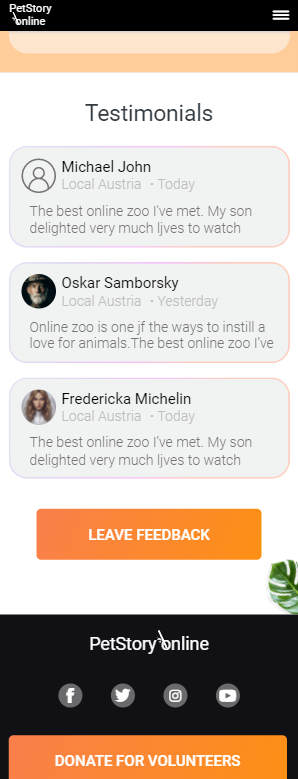 PetStory
online
Testimonials
Michael John
Local Austria • Today
The best online zoo I've met. My son
delighted very much ljves to watch
Oskar Samborsky
Local Austria • Yesterday
Online zoo is one jf the ways to instill a
love for animals.The best online zoo I've
Fredericka Michelin
Local Austria • Today
The best online zoo I've met. My son
delighted very much ljves to watch
LEAVE FEEDBACK
PetStory online
DONATE FOR VOLUNTEERS